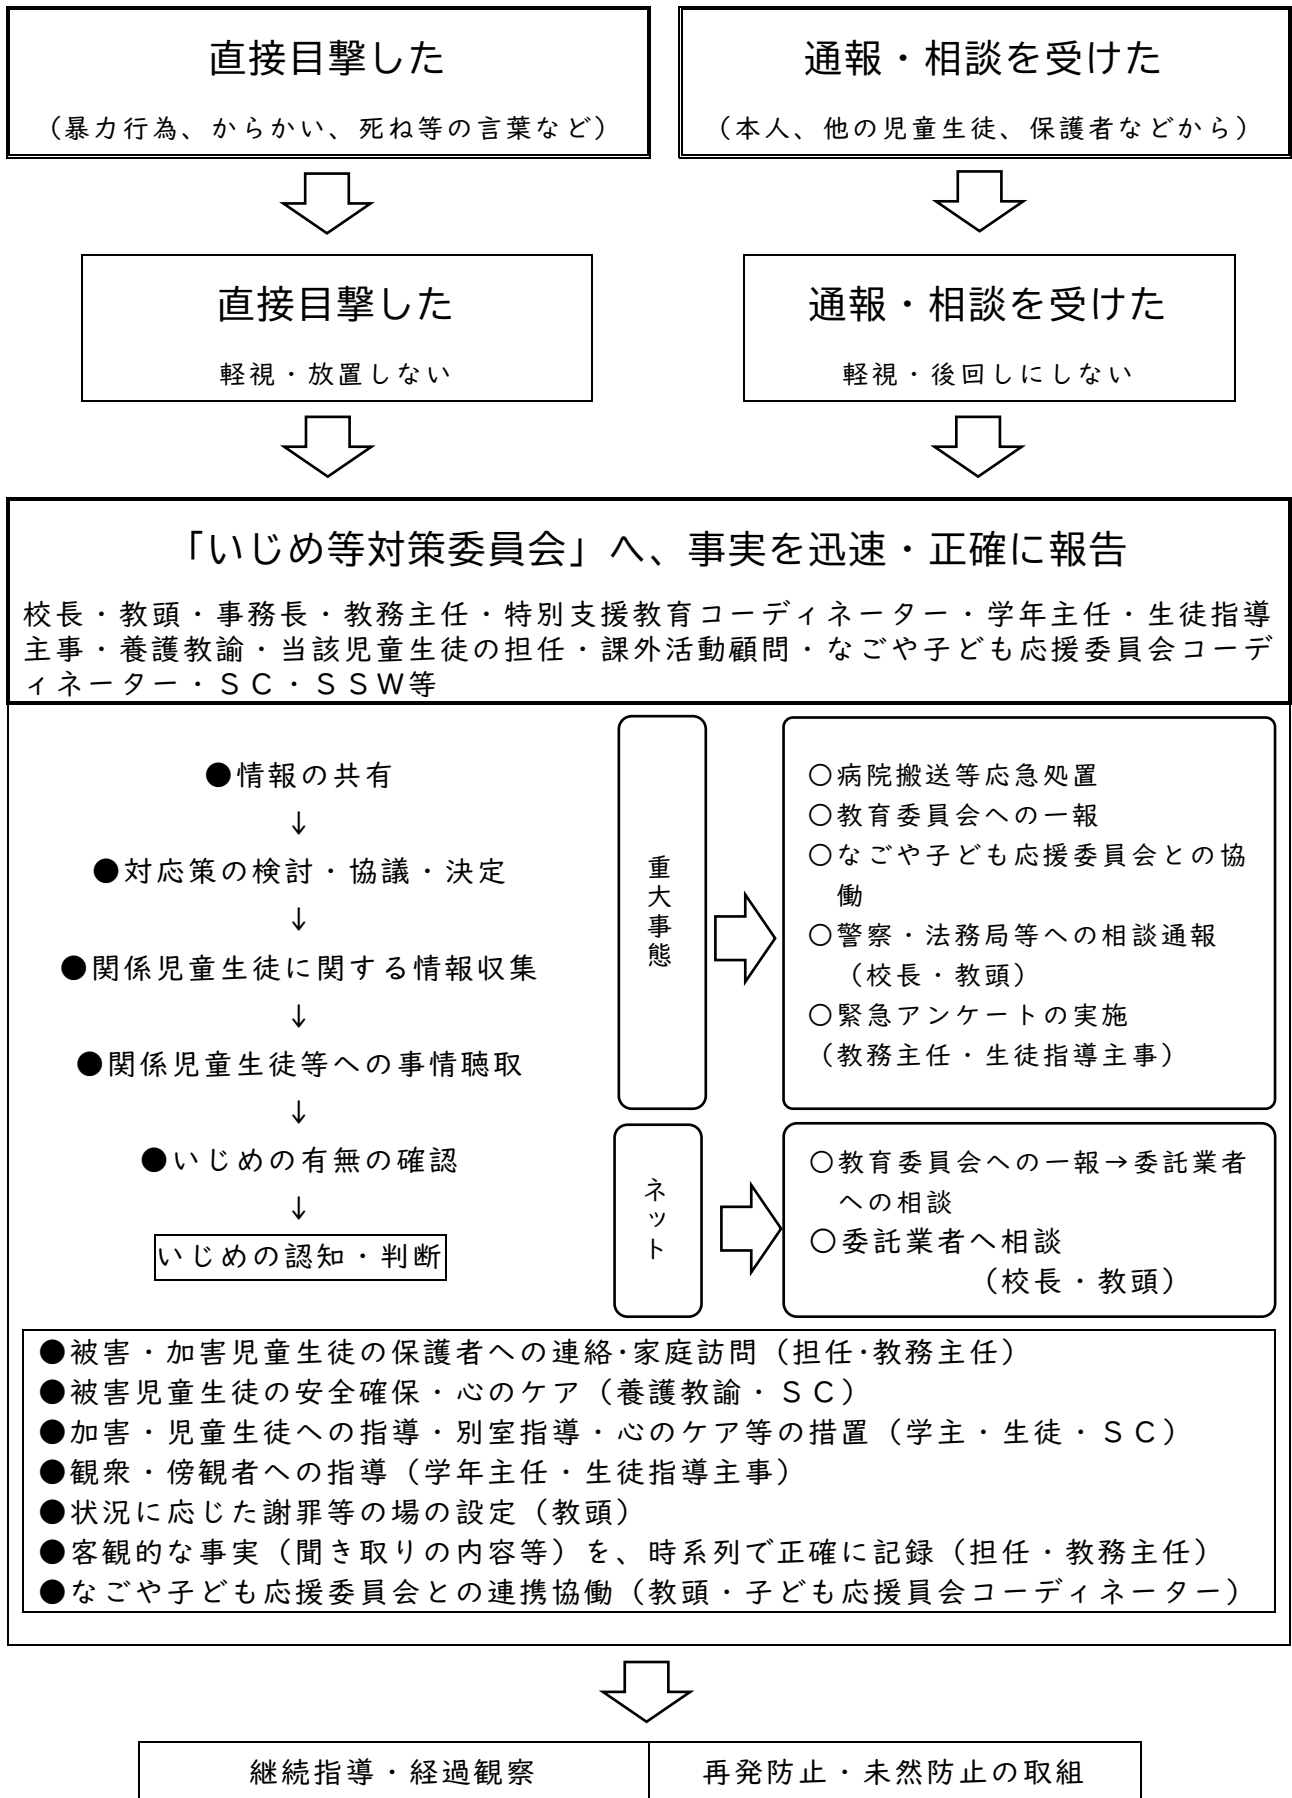 直接目撃した
（暴力行為、からかい、死ね等の言葉など）
通報・相談を受けた
（本人、他の児童生徒、保護者などから）
直接目撃した
軽視・放置しない
通報・相談を受けた
軽視・後回しにしない
「いじめ等対策委員会」へ、事実を迅速・正確に報告
校長・教頭・事務長・教務主任・特別支援教育コーディネーター・学年主任・生徒指導
主事・養護教諭・当該児童生徒の担任・課外活動顧問・なごや子ども応援委員会コーデ
ィネーター・ＳＣ・ＳＳＷ等
●情報の共有
↓
●対応策の検討・協議・決定
↓
●関係児童生徒に関する情報収集
↓
●関係児童生徒等への事情聴取
↓
●いじめの有無の確認
↓
いじめの認知・判断
重大事態
○病院搬送等応急処置
○教育委員会への一報
○なごや子ども応援委員会との協
働
○警察・法務局等への相談通報
（校長・教頭）
○緊急アンケートの実施
（教務主任・生徒指導主事）
ネット
○教育委員会への一報→委託業者
への相談
○委託業者へ相談
（校長・教頭）
●被害・加害児童生徒の保護者への連絡･家庭訪問（担任･教務主任）
●被害児童生徒の安全確保・心のケア（養護教諭・ＳＣ）
●加害・児童生徒への指導・別室指導・心のケア等の措置（学主・生徒・ＳＣ）
●観衆・傍観者への指導（学年主任・生徒指導主事）
●状況に応じた謝罪等の場の設定（教頭）
●客観的な事実（聞き取りの内容等）を、時系列で正確に記録（担任・教務主任）
●なごや子ども応援委員会との連携協働（教頭・子ども応援員会コーディネーター）
継続指導・経過観察
再発防止・未然防止の取組